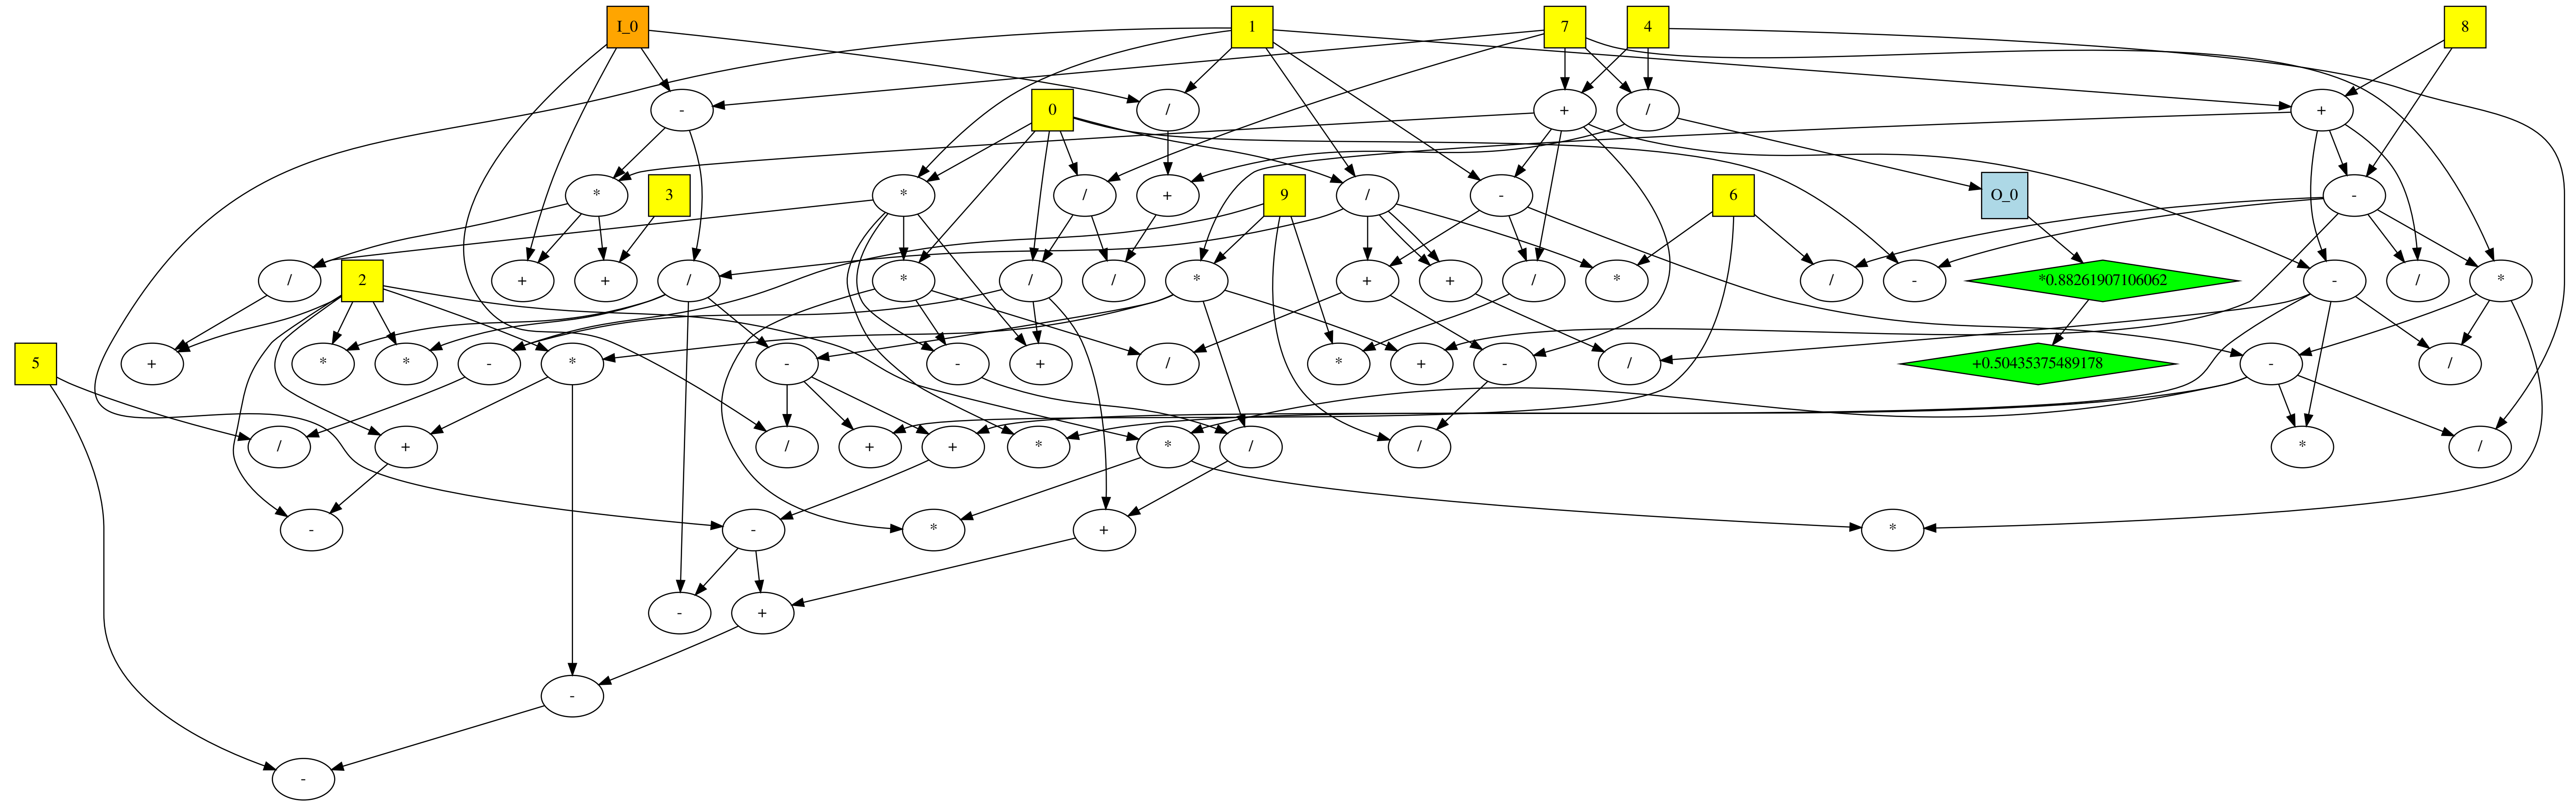 I_0 1 7 4 8
- 0 / + / +
* 3 * / + 9 / - 6 O_0 -
/ 2 + + / * / / * + + / * / - *0.88261907106062 - / *
5 + * * - * - - + / * + - / +0.50435375489178 - /
/ + / + + * * / / * /
- - * + *
- +
-
-